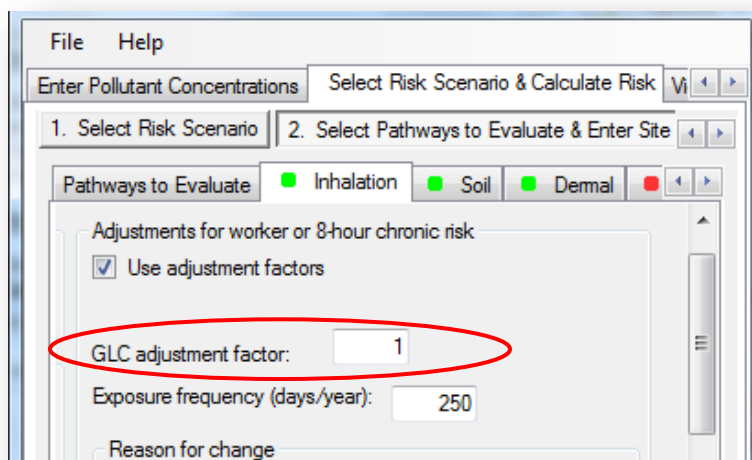 File Help
Enter Pollutant Concentrations Select Risk Scenario & Calculate Risk
1. Select Risk Scenario 2. Select Pathways to Evaluate & Enter Site
Pathways to Evaluate Inhalation Soil Dermal
Adjustments for worker or 8-hour chronic risk
Use adjustment factors
GLC adjustment factor: 1
Exposure frequency (days/year): 250
Reason for change